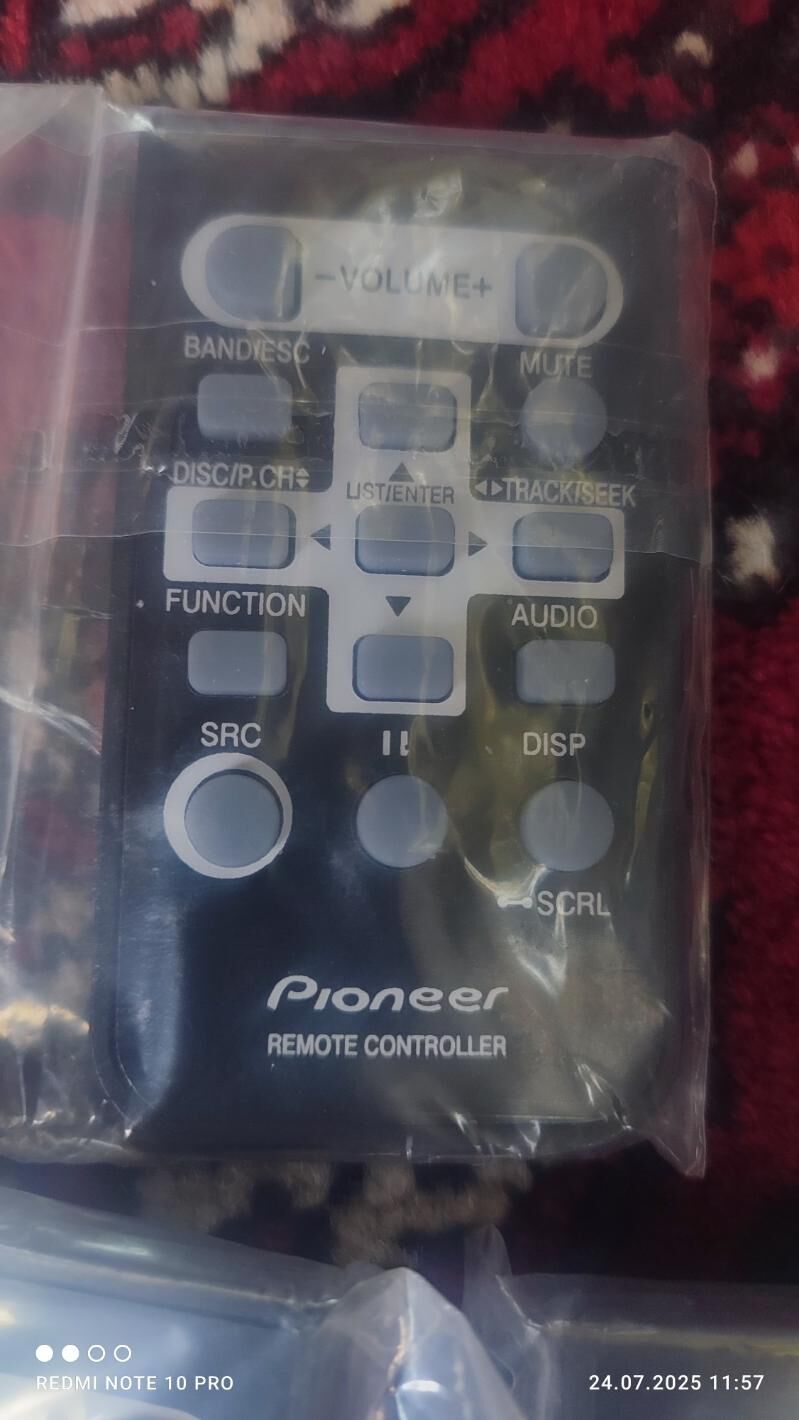 −VOLUME+
BAND/ESC
MUTE
DISC/P.CH
LIST/ENTER
TRACK/SEEK
FUNCTION
AUDIO
SRC
DISP
SCRL
Pioneer
REMOTE CONTROLLER
REDMI NOTE 10 PRO
24.07.2025 11:57